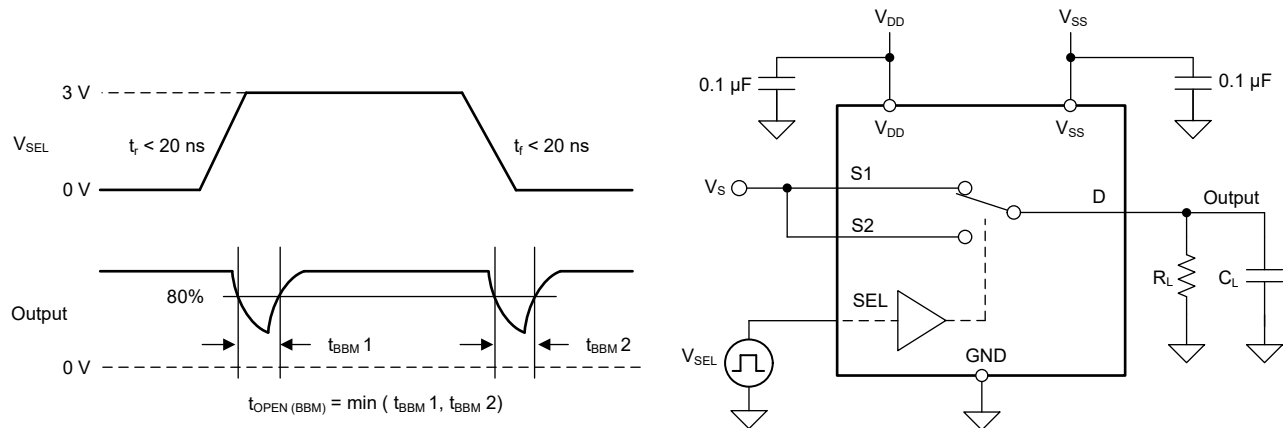 3 V
V_SEL
t_r < 20 ns
t_f < 20 ns
0 V
80%
Output
t_BBM 1
t_BBM 2
0 V
t_OPEN (BBM) = min ( t_BBM 1, t_BBM 2)
V_DD
V_SS
0.1 µF
0.1 µF
V_DD
V_SS
V_S
S1
D
Output
S2
R_L
C_L
SEL
V_SEL
GND